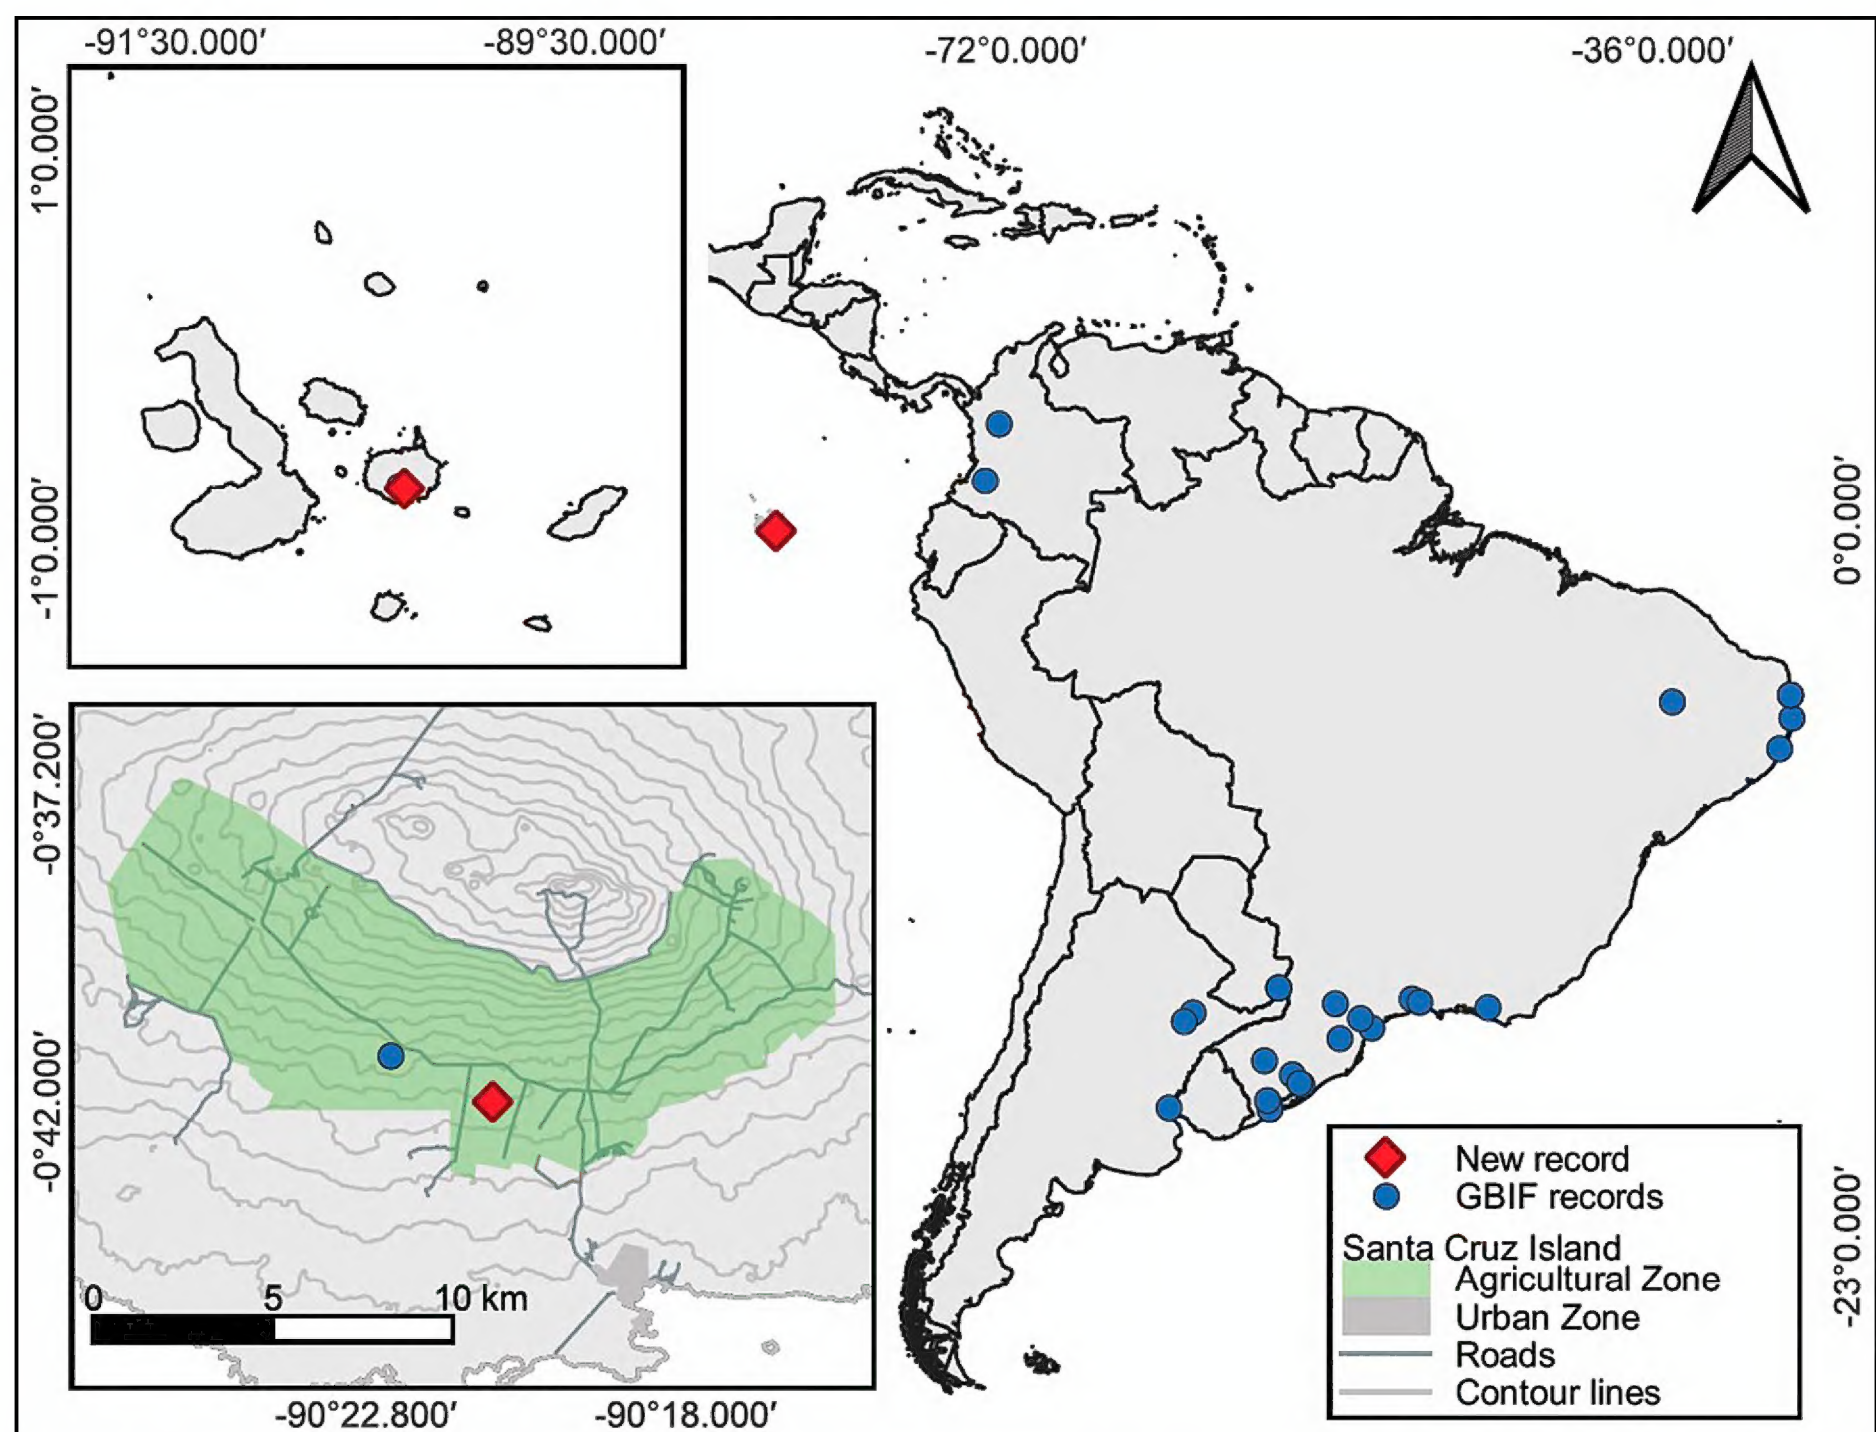 -91°30.000′
-89°30.000′
-72°0.000′
-36°0.000′
1°0.000′
-1°0.000′
0°0.000′
-0°37.200′
-0°42.000′
-23°0.000′
0 5 10 km
-90°22.800′
-90°18.000′
New record
GBIF records
Santa Cruz Island
Agricultural Zone
Urban Zone
Roads
Contour lines